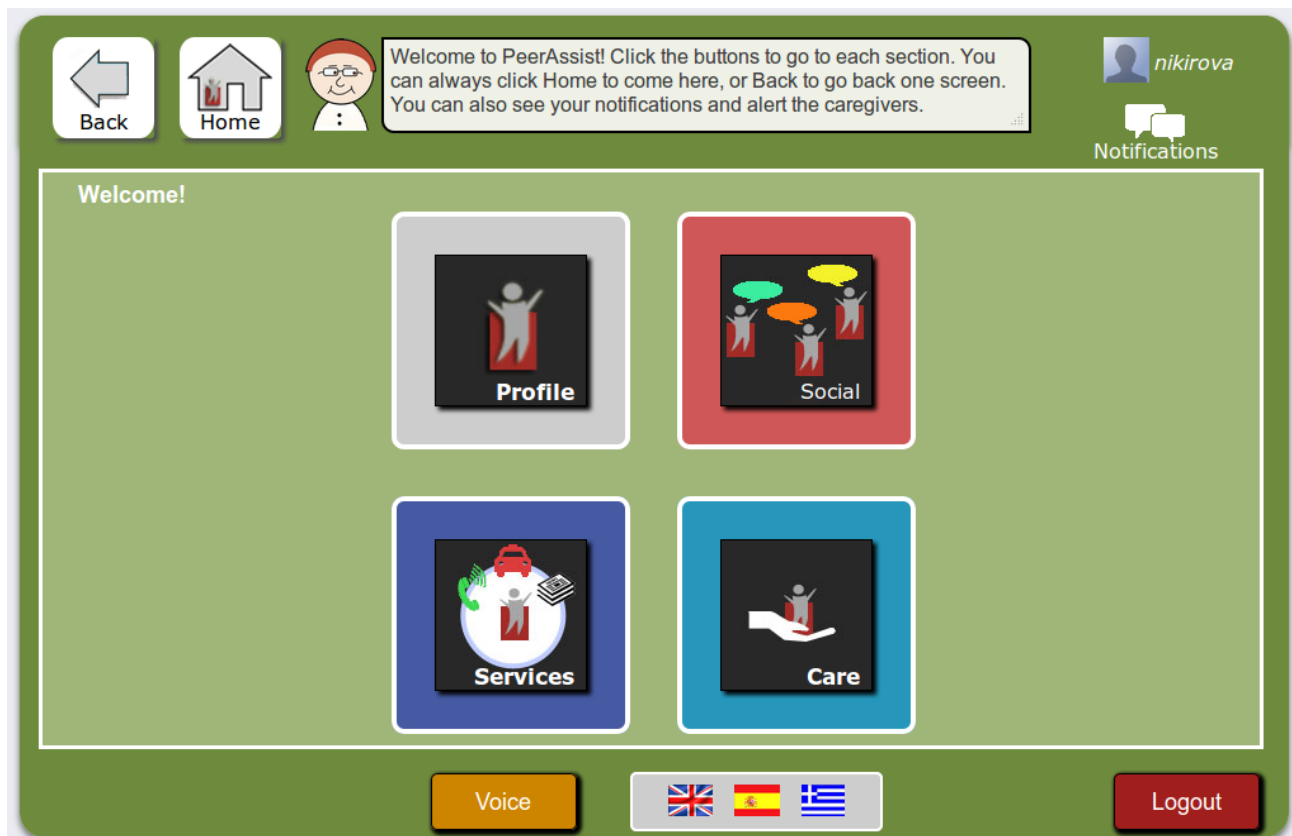 Back
Home
Welcome to PeerAssist! Click the buttons to go to each section. You
can always click Home to come here, or Back to go back one screen.
You can also see your notifications and alert the caregivers.
nikirova
Notifications
Welcome!
Profile
Social
Services
Care
Voice
Logout